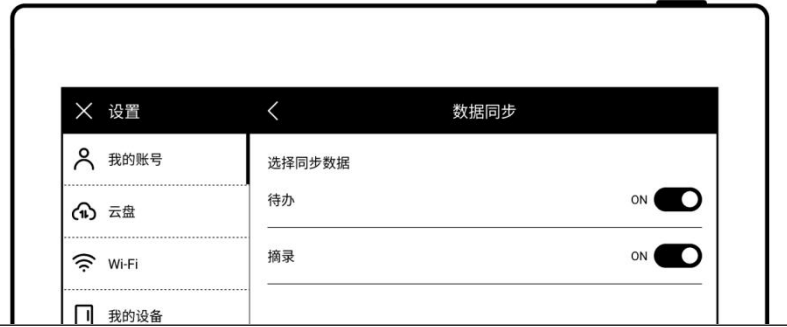 设置
数据同步
我的账号
云盘
Wi-Fi
我的设备
选择同步数据
待办 ON
摘录 ON